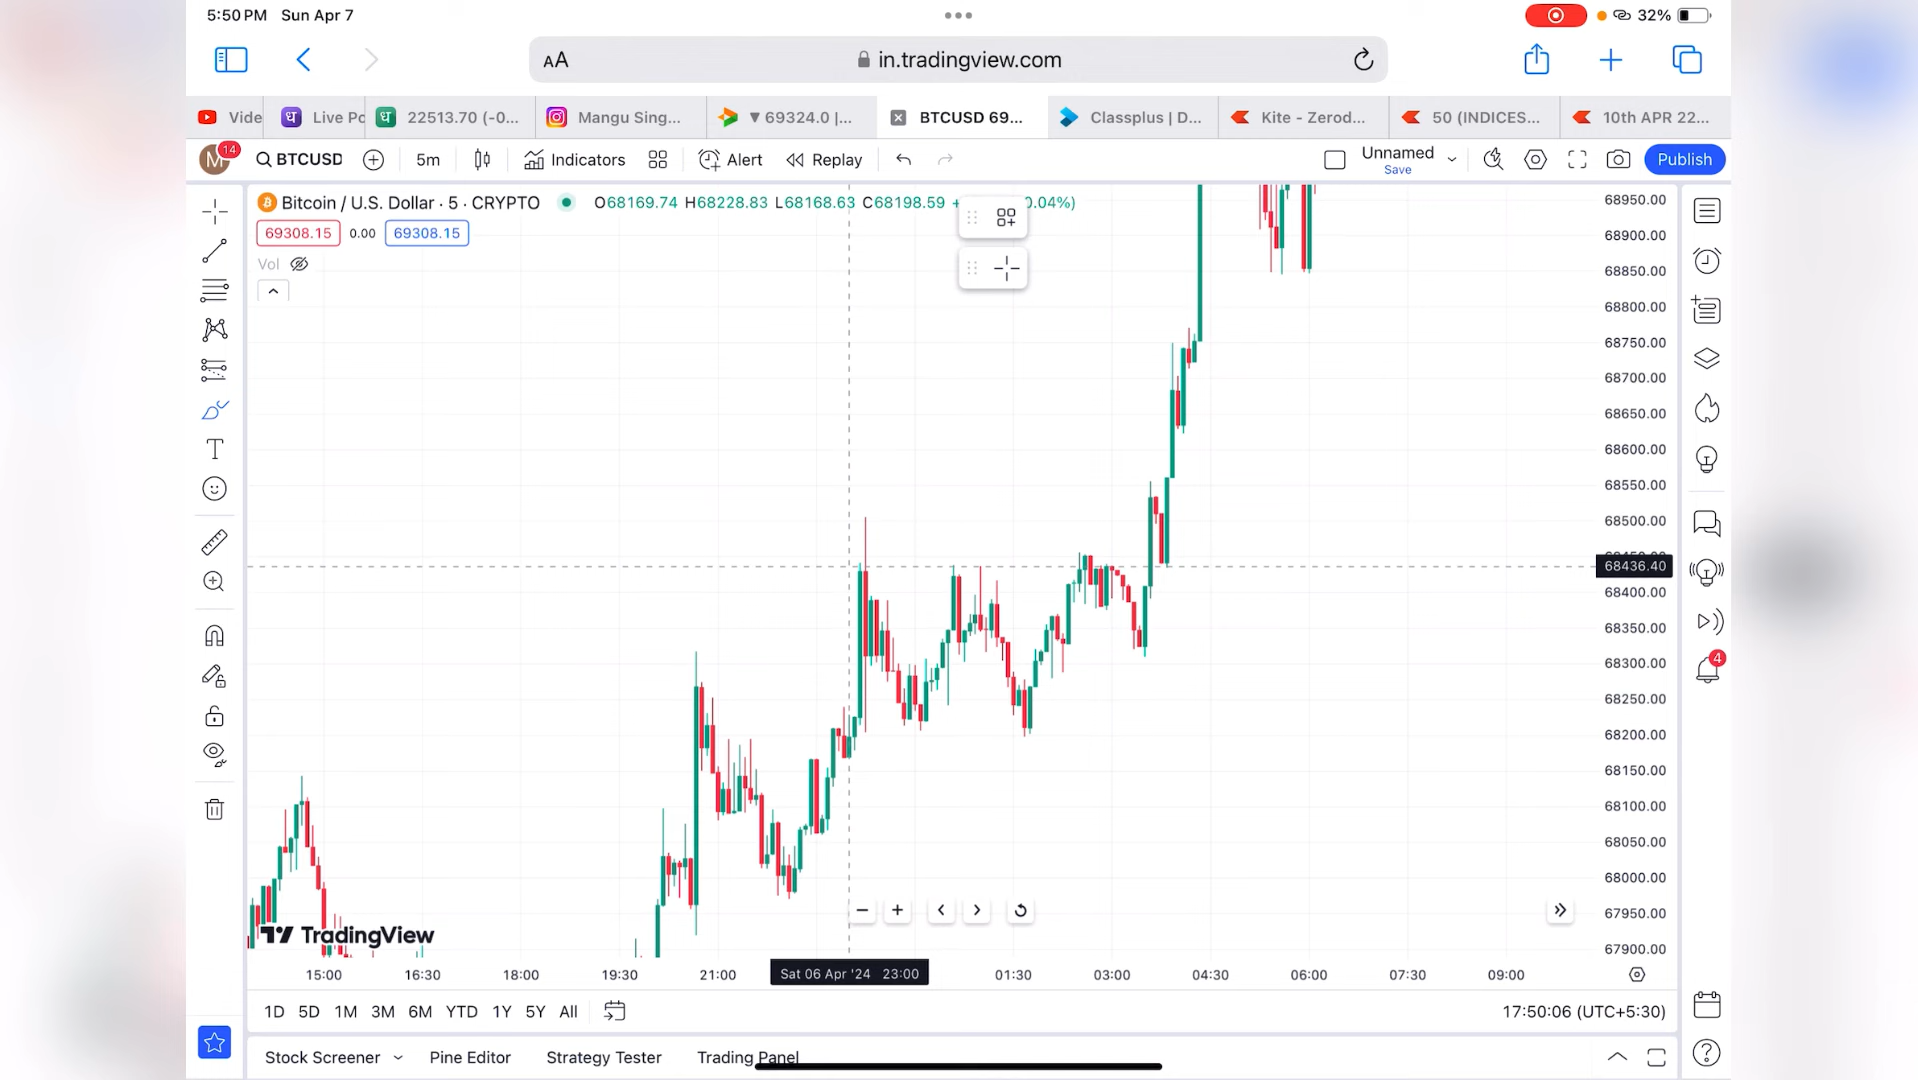 5:50 PM Sun Apr 7
32%
AA in.tradingview.com
Vide
Live Po
22513.70 (-0...
Mangu Sing...
▼ 69324.0 |...
BTCUSD 69...
Classplus | D...
Kite - Zerod...
50 (INDICES...
10th APR 22...
M 14 BTCUSD 5m Indicators Alert Replay Unnamed Publish
Save
Bitcoin / U.S. Dollar · 5 · CRYPTO O68169.74 H68228.83 L68168.63 C68198.59 + 0.04%)
69308.15 0.00 69308.15
Vol
68950.00
68900.00
68850.00
68800.00
68750.00
68700.00
68650.00
68600.00
68550.00
68500.00
68436.40
68400.00
68350.00
68300.00
68250.00
68200.00
68150.00
68100.00
68050.00
68000.00
67950.00
67900.00
4
TradingView
15:00 16:30 18:00 19:30 21:00 Sat 06 Apr '24 23:00 01:30 03:00 04:30 06:00 07:30 09:00
1D 5D 1M 3M 6M YTD 1Y 5Y All 17:50:06 (UTC+5:30)
Stock Screener Pine Editor Strategy Tester Trading Panel